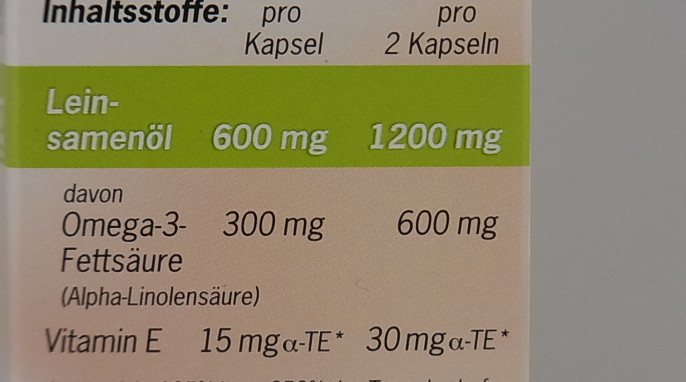 Inhaltsstoffe: pro pro
Kapsel 2 Kapseln
Lein-
samenöl 600 mg 1200 mg
davon
Omega-3- 300 mg 600 mg
Fettsäure
(Alpha-Linolensäure)
Vitamin E 15 mg α-TE* 30 mg α-TE*